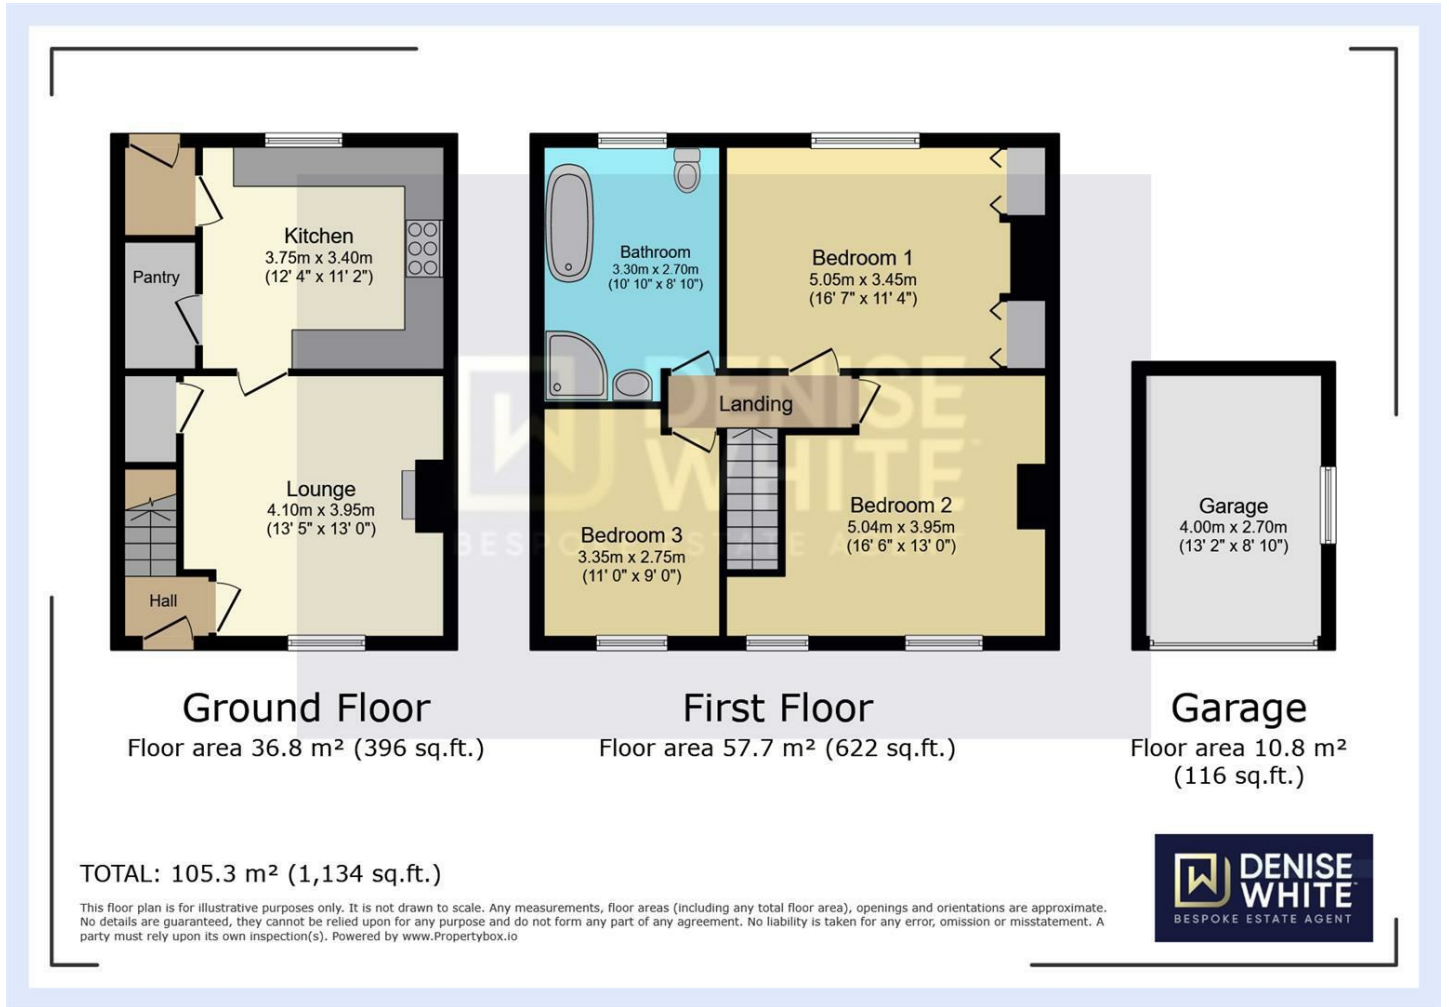 Kitchen
3.75m x 3.40m
(12' 4" x 11' 2")
Pantry
Lounge
4.10m x 3.95m
(13' 5" x 13' 0")
Hall
Bathroom
3.30m x 2.70m
(10' 10" x 8' 10")
Bedroom 1
5.05m x 3.45m
(16' 7" x 11' 4")
Landing
Bedroom 2
5.04m x 3.95m
(16' 6" x 13' 0")
Bedroom 3
3.35m x 2.75m
(11' 0" x 9' 0")
Garage
4.00m x 2.70m
(13' 2" x 8' 10")
DENISE
WHITE
BESPOKE ESTATE AGENT
Ground Floor
Floor area 36.8 m² (396 sq.ft.)
First Floor
Floor area 57.7 m² (622 sq.ft.)
Garage
Floor area 10.8 m²
(116 sq.ft.)
TOTAL: 105.3 m² (1,134 sq.ft.)
This floor plan is for illustrative purposes only. It is not drawn to scale. Any measurements, floor areas (including any total floor area), openings and orientations are approximate.
No details are guaranteed, they cannot be relied upon for any purpose and do not form any part of any agreement. No liability is taken for any error, omission or misstatement. A
party must rely upon its own inspection(s). Powered by www.Propertybox.io
DENISE
WHITE
BESPOKE ESTATE AGENT